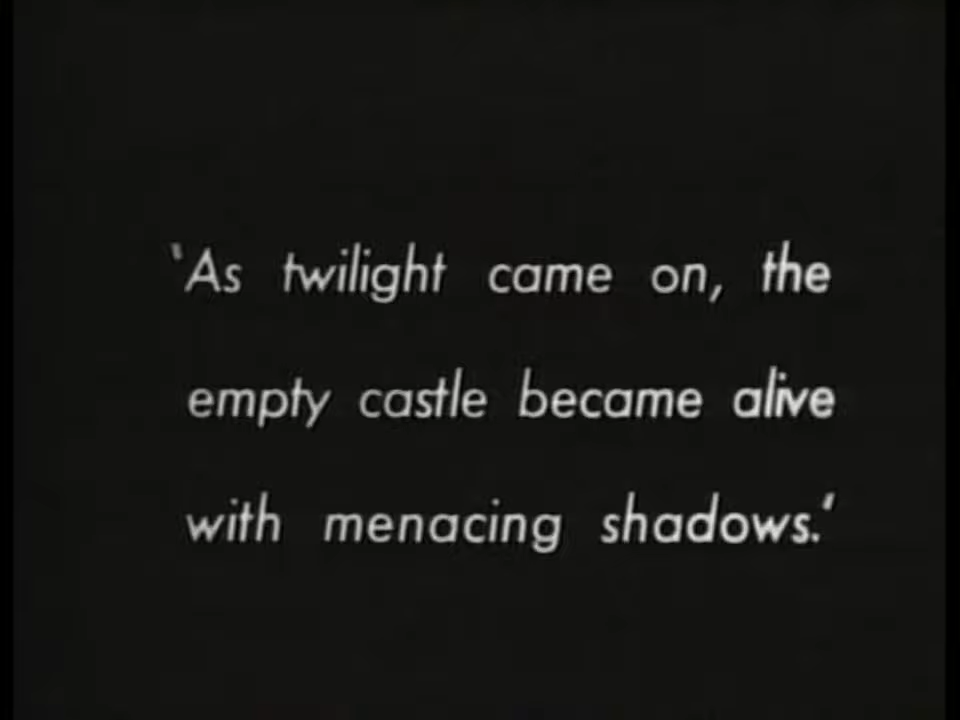 'As twilight came on, the
empty castle became alive
with menacing shadows.'